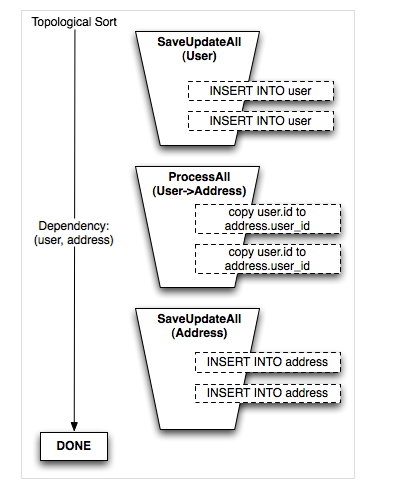 Topological Sort
SaveUpdateAll
(User)
INSERT INTO user
INSERT INTO user
ProcessAll
(User->Address)
copy user.id to
address.user_id
copy user.id to
address.user_id
Dependency:
(user, address)
SaveUpdateAll
(Address)
INSERT INTO address
INSERT INTO address
DONE